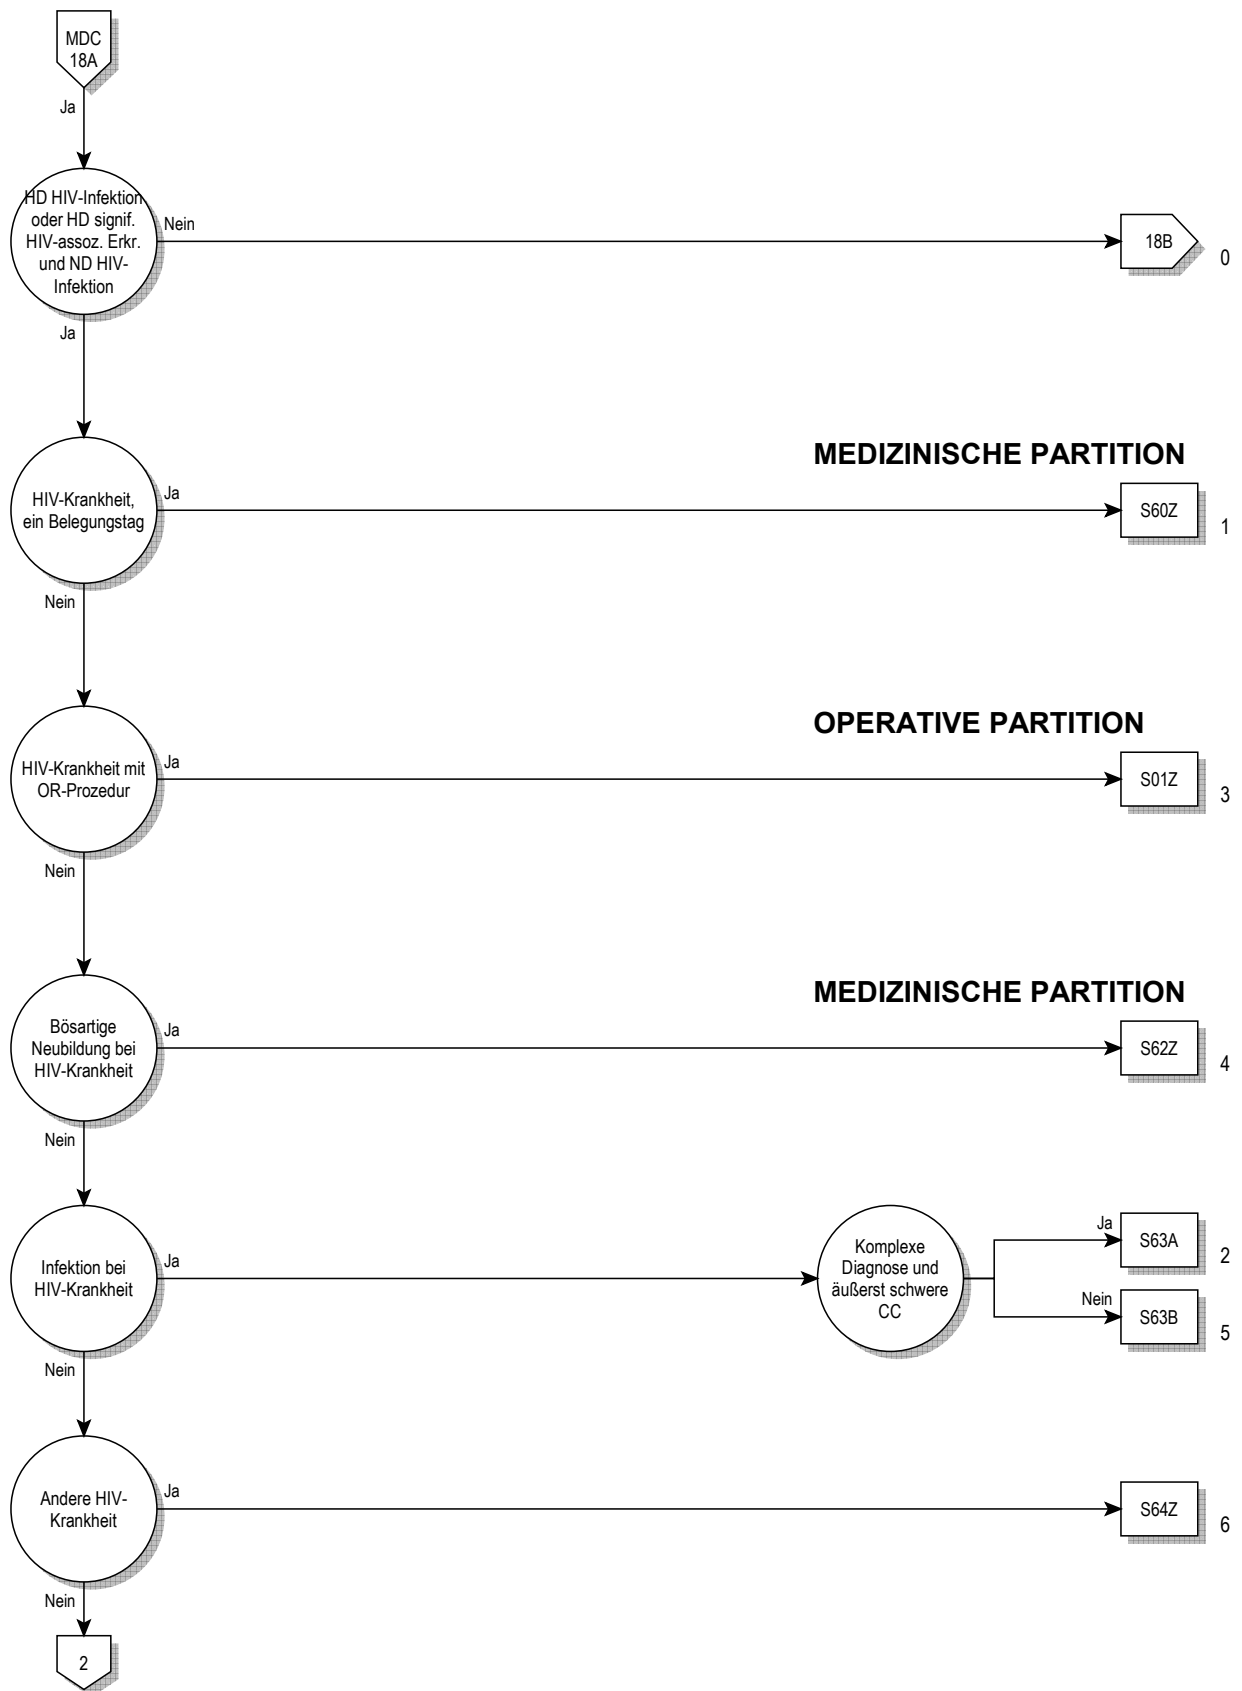 MDC
18A
Ja
HD HIV-Infektion
oder HD signif.
HIV-assoz. Erkr.
und ND HIV-
Infektion
Nein
18B
0
Ja
MEDIZINISCHE PARTITION
HIV-Krankheit,
ein Belegungstag
Ja
S60Z
1
Nein
OPERATIVE PARTITION
HIV-Krankheit mit
OR-Prozedur
Ja
S01Z
3
Nein
MEDIZINISCHE PARTITION
Bösartige
Neubildung bei
HIV-Krankheit
Ja
S62Z
4
Nein
Infektion bei
HIV-Krankheit
Ja
Komplexe
Diagnose und
äußerst schwere
CC
Ja
S63A
2
Nein
S63B
5
Nein
Andere HIV-
Krankheit
Ja
S64Z
6
Nein
2